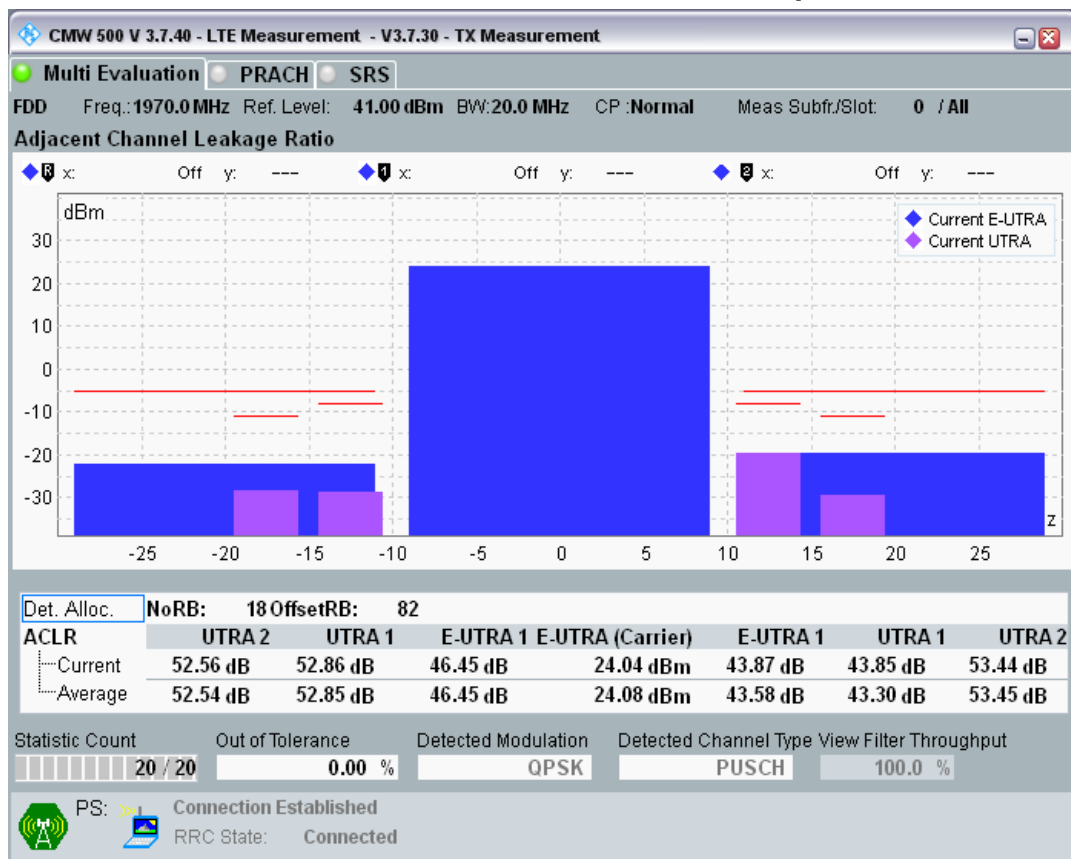 CMW 500 V 3.7.40 - LTE Measurement - V3.7.30 - TX Measurement
Multi Evaluation PRACH SRS
FDD Freq.:1970.0 MHz Ref. Level: 41.00 dBm BW:20.0 MHz CP :Normal Meas Subfr./Slot: 0 / All
Adjacent Channel Leakage Ratio
R x: Off y: --- 1 x: Off y: --- 2 x: Off y: ---
dBm
Current E-UTRA
Current UTRA
30
20
10
0
-10
-20
-30
z
-25 -20 -15 -10 -5 0 5 10 15 20 25
Det. Alloc. NoRB: 18 OffsetRB: 82
ACLR UTRA 2 UTRA 1 E-UTRA 1 E-UTRA (Carrier) E-UTRA 1 UTRA 1 UTRA 2
Current 52.56 dB 52.86 dB 46.45 dB 24.04 dBm 43.87 dB 43.85 dB 53.44 dB
Average 52.54 dB 52.85 dB 46.45 dB 24.08 dBm 43.58 dB 43.30 dB 53.45 dB
Statistic Count Out of Tolerance Detected Modulation Detected Channel Type View Filter Throughput
20 / 20 0.00 % QPSK PUSCH 100.0 %
PS: Connection Established
RRC State: Connected